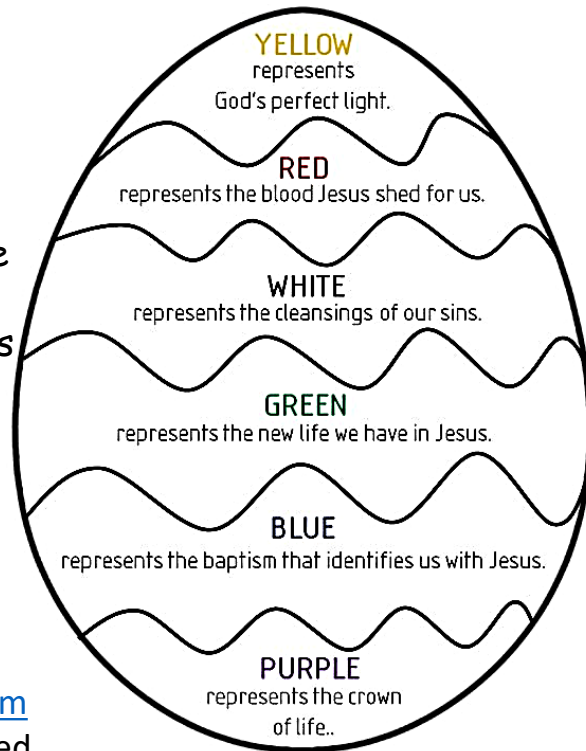 YELLOW
represents
God's perfect light.
RED
represents the blood Jesus shed for us.
WHITE
represents the cleansings of our sins.
GREEN
represents the new life we have in Jesus.
BLUE
represents the baptism that identifies us with Jesus.
PURPLE
represents the crown
of life..